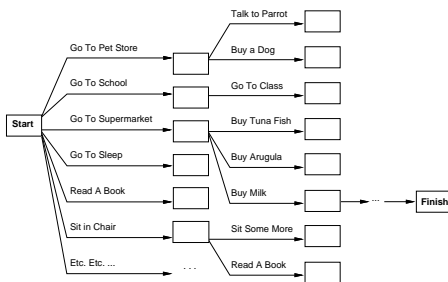 Talk to Parrot
Go To Pet Store
Buy a Dog
Go To School
Go To Class
Start
Go To Supermarket
Buy Tuna Fish
Go To Sleep
Buy Arugula
Read A Book
Buy Milk
...
Finish
Sit in Chair
Sit Some More
Etc. Etc. ...
. . .
Read A Book